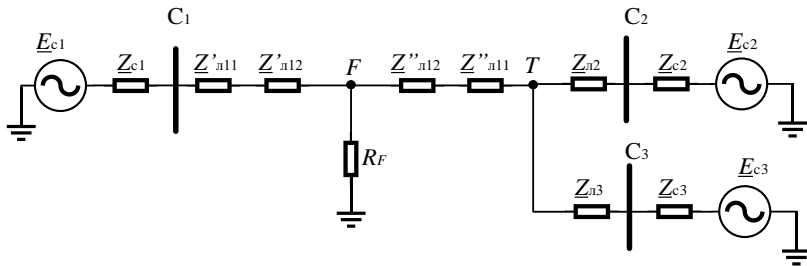 C1 C2
E̲c1 Z̲c1 Z̲'л11 Z̲'л12 F Z̲"л12 Z̲"л11 T Z̲л2 Z̲c2 E̲c2
RF
C3
Z̲л3 Z̲c3 E̲c3